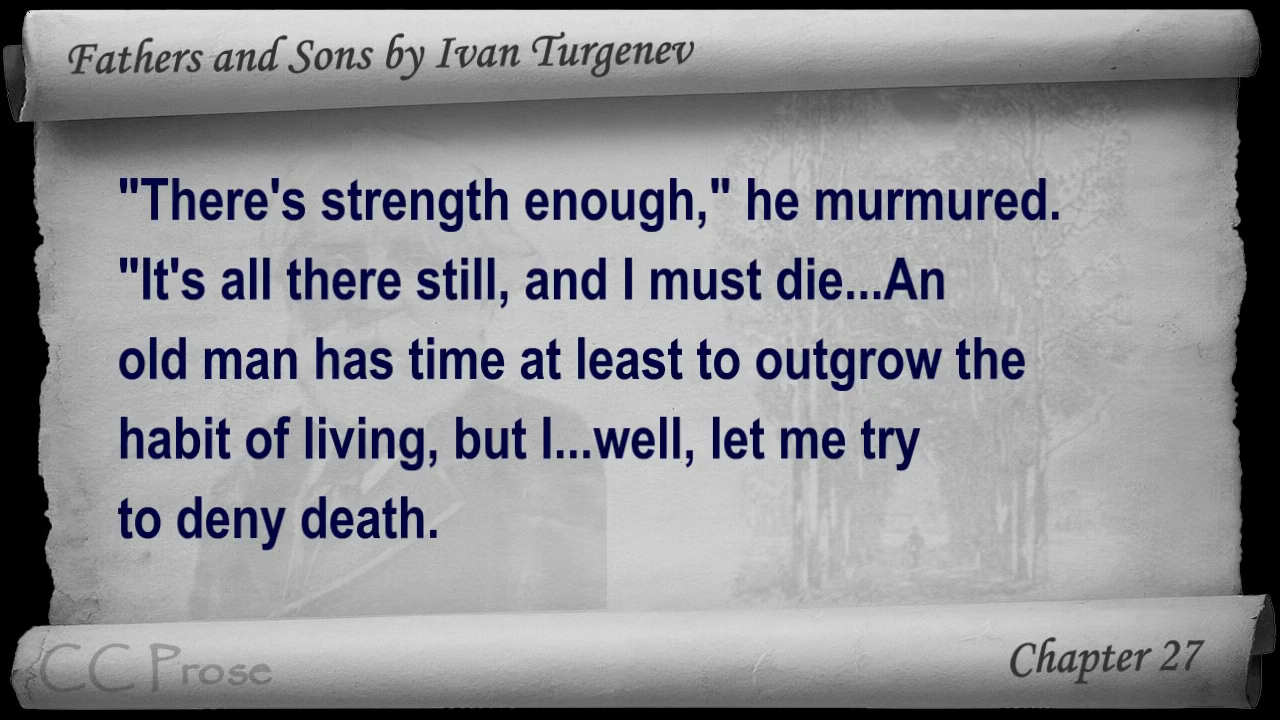 Fathers and Sons by Ivan Turgenev
"There's strength enough," he murmured.
"It's all there still, and I must die...An
old man has time at least to outgrow the
habit of living, but I...well, let me try
to deny death.
CC Prose
Chapter 27